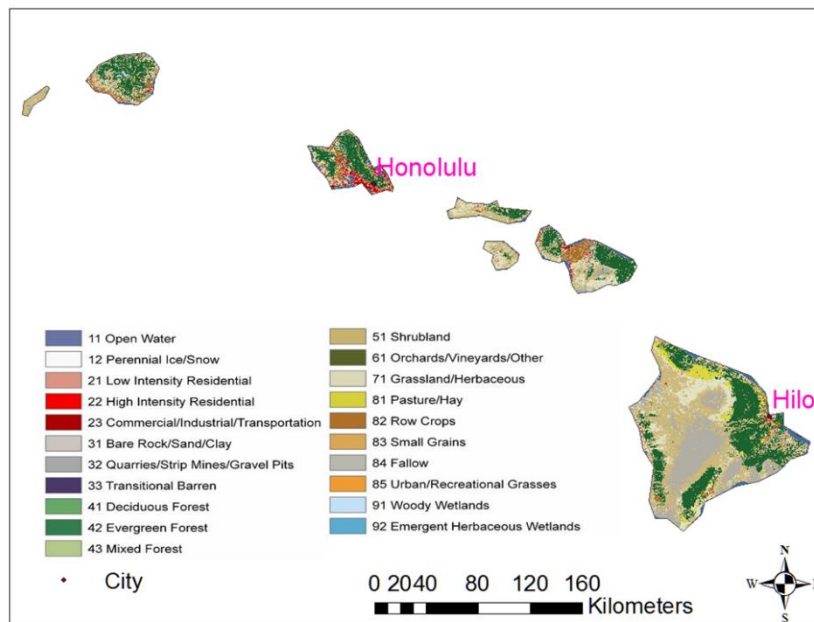 Honolulu
Hilo
11 Open Water
12 Perennial Ice/Snow
21 Low Intensity Residential
22 High Intensity Residential
23 Commercial/Industrial/Transportation
31 Bare Rock/Sand/Clay
32 Quarries/Strip Mines/Gravel Pits
33 Transitional Barren
41 Deciduous Forest
42 Evergreen Forest
43 Mixed Forest
51 Shrubland
61 Orchards/Vineyards/Other
71 Grassland/Herbaceous
81 Pasture/Hay
82 Row Crops
83 Small Grains
84 Fallow
85 Urban/Recreational Grasses
91 Woody Wetlands
92 Emergent Herbaceous Wetlands
City
0 20 40 80 120 160
Kilometers
N
W
S